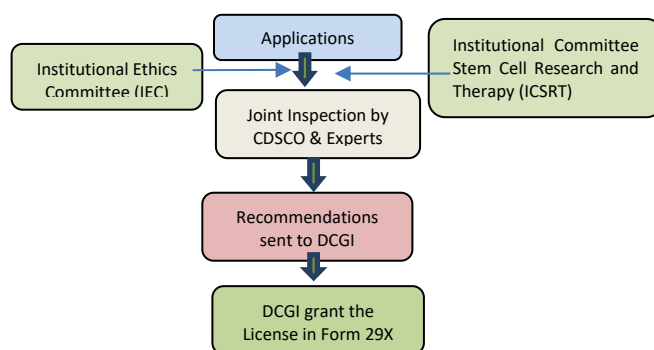 Applications
Institutional Ethics
Committee (IEC)
Institutional Committee
Stem Cell Research and
Therapy (ICSRT)
Joint Inspection by
CDSCO & Experts
Recommendations
sent to DCGI
DCGI grant the
License in Form 29X